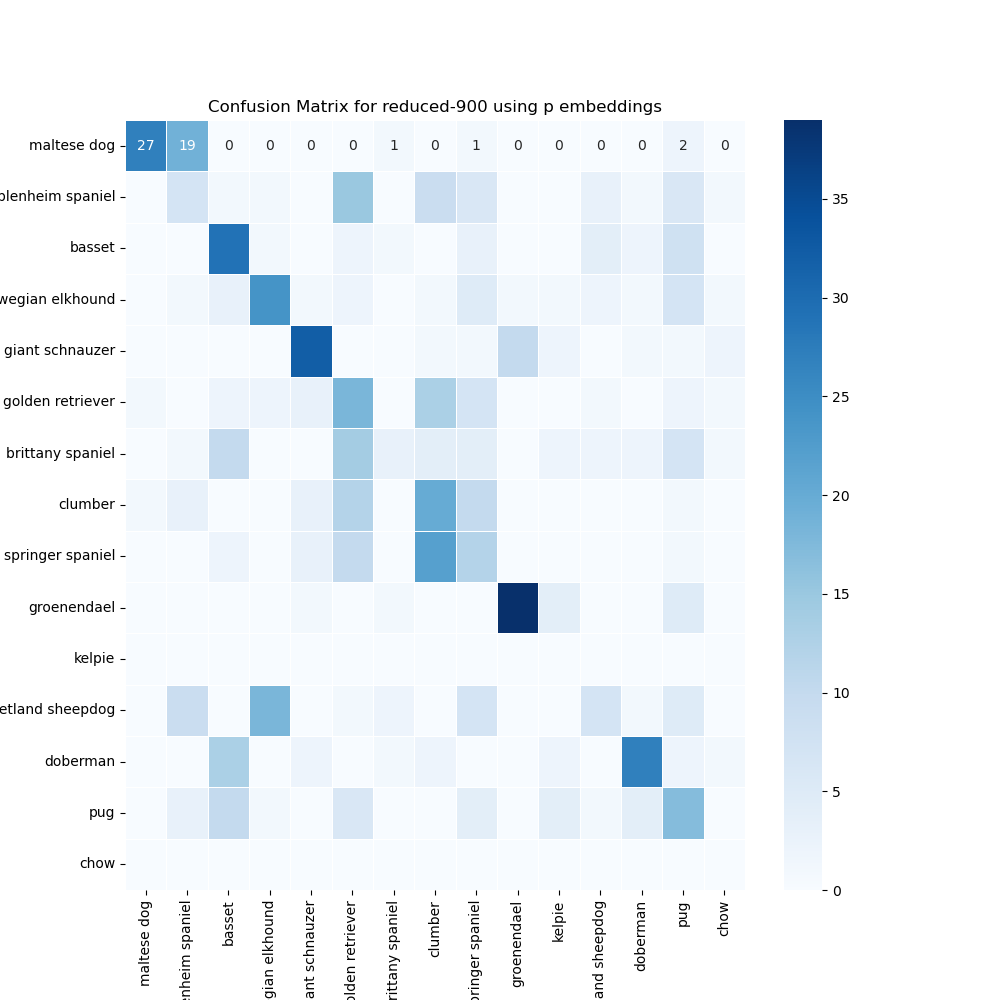 Confusion Matrix for reduced-900 using p embeddings
maltese dog
27 19 0 0 0 0 1 0 1 0 0 0 0 2 0
blenheim spaniel
basset
wegian elkhound
giant schnauzer
golden retriever
brittany spaniel
clumber
springer spaniel
groenendael
kelpie
etland sheepdog
doberman
pug
chow
35
30
25
20
15
10
5
0
maltese dog
enheim spaniel
basset
gian elkhound
ant schnauzer
olden retriever
rittany spaniel
clumber
pringer spaniel
groenendael
kelpie
and sheepdog
doberman
pug
chow